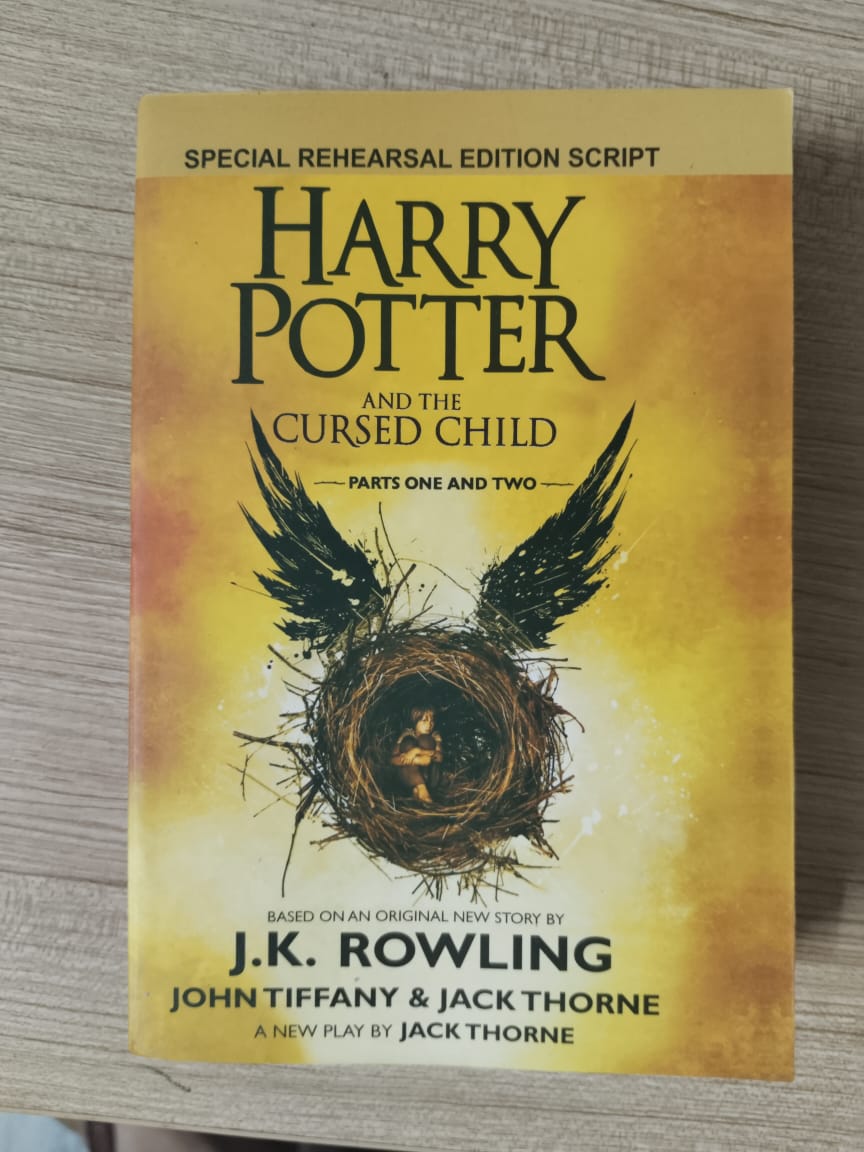 SPECIAL REHEARSAL EDITION SCRIPT
HARRY
POTTER
AND THE
CURSED CHILD
PARTS ONE AND TWO
BASED ON AN ORIGINAL NEW STORY BY
J.K. ROWLING
JOHN TIFFANY & JACK THORNE
A NEW PLAY BY JACK THORNE